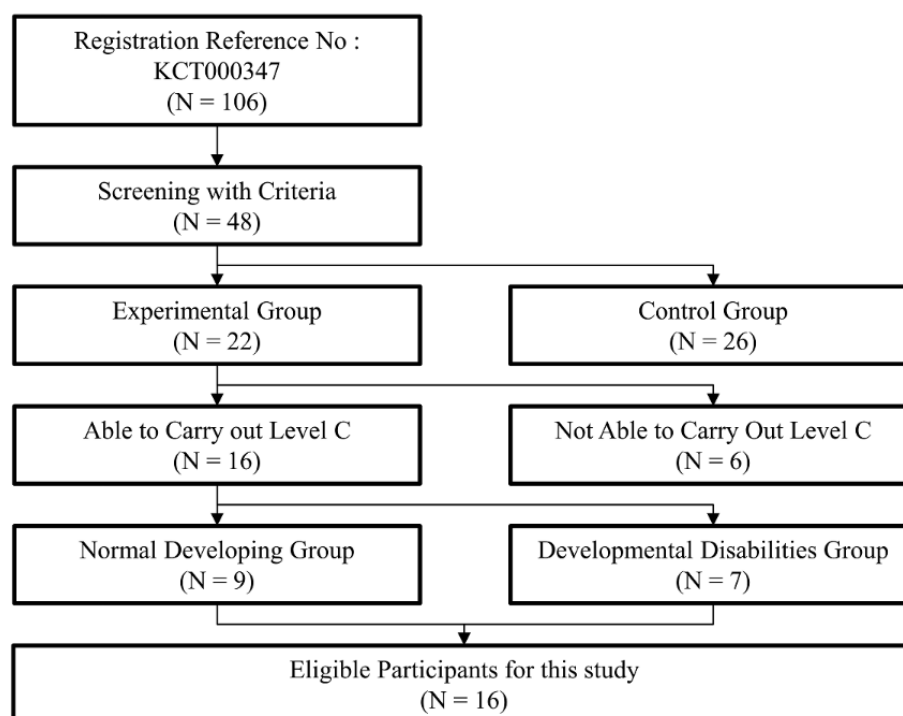 Registration Reference No :
KCT000347
(N = 106)
Screening with Criteria
(N = 48)
Experimental Group
(N = 22)
Control Group
(N = 26)
Able to Carry out Level C
(N = 16)
Not Able to Carry Out Level C
(N = 6)
Normal Developing Group
(N = 9)
Developmental Disabilities Group
(N = 7)
Eligible Participants for this study
(N = 16)